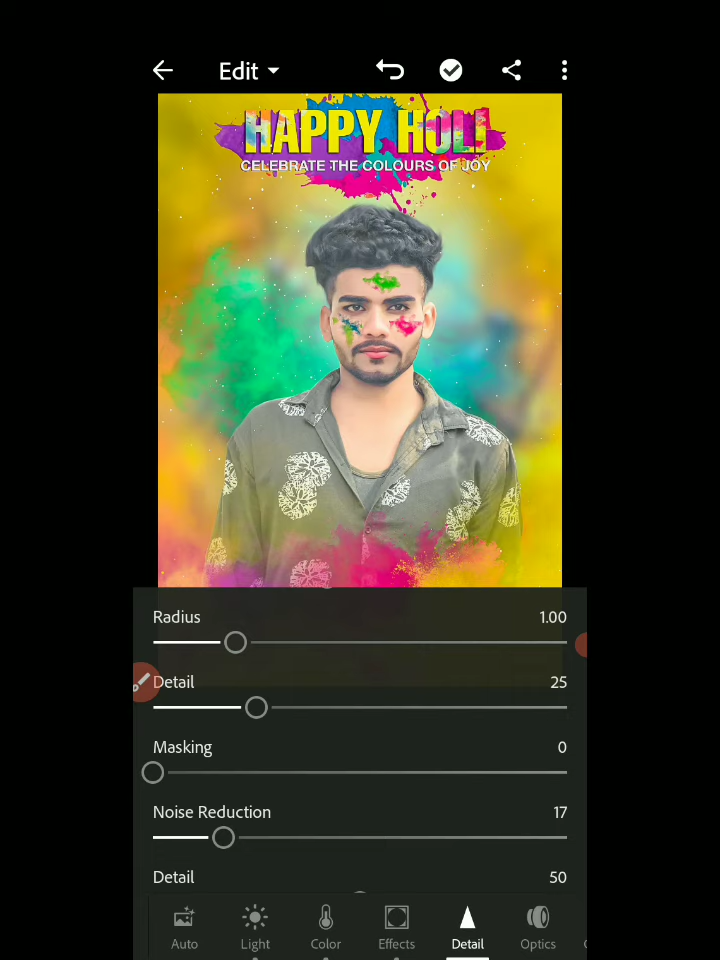 Edit
HAPPY HOLI
CELEBRATE THE COLOURS OF JOY
Radius 1.00
Detail 25
Masking 0
Noise Reduction 17
Detail 50
Auto Light Color Effects Detail Optics